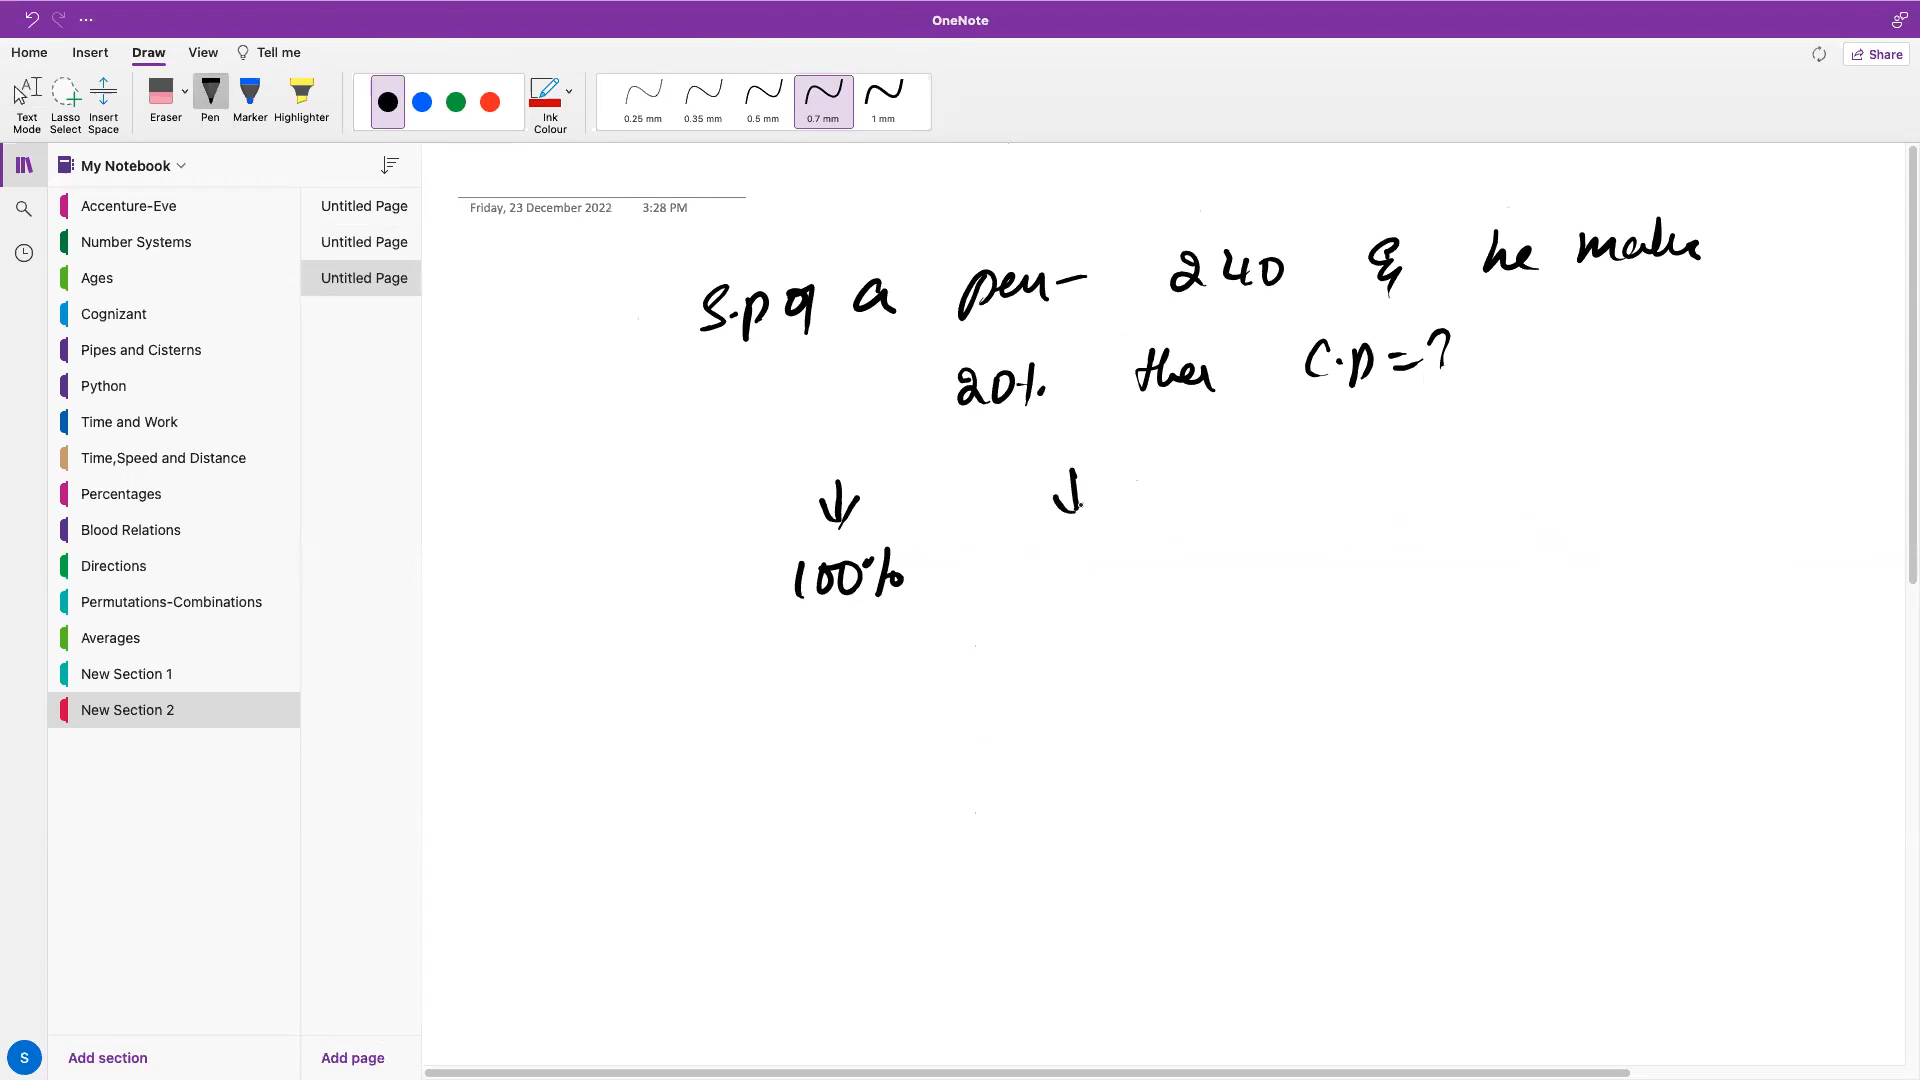 OneNote
Home Insert Draw View Tell me
Share
Text Mode
Lasso Select
Insert Space
Eraser
Pen
Marker
Highlighter
Ink Colour
0.25 mm
0.35 mm
0.5 mm
0.7 mm
1 mm
My Notebook
Accenture-Eve
Number Systems
Ages
Cognizant
Pipes and Cisterns
Python
Time and Work
Time,Speed and Distance
Percentages
Blood Relations
Directions
Permutations-Combinations
Averages
New Section 1
New Section 2
Untitled Page
Untitled Page
Untitled Page
Friday, 23 December 2022 3:28 PM
S.P of a pen- 240 & he makes
20% then C.P=?
↓ ↓
100%
S
Add section
Add page